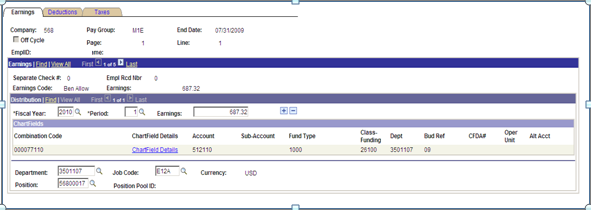 Earnings Deductions Taxes
Company: 568 Pay Group: M1E End Date: 07/31/2009
Off Cycle Page: 1 Line: 1
EmplID: ame:
Earnings | Find | View All First 1 of 5 Last
Separate Check #: 0 Empl Rcd Nbr 0
Earnings Code: Ben Allow Earnings: 687.32
Distribution | Find | View All First 1 of 1 Last
*Fiscal Year: 2010 *Period: 1 Earnings: 687.32
ChartFields
Combination Code ChartField Details Account Sub-Account Fund Type Class-Funding Dept Bud Ref CFDA# Oper Unit Alt Acct
000077110 ChartField Details 512110 1000 26100 3501107 09
Department: 3501107 Job Code: E12A Currency: USD
Position: 56800017 Position Pool ID: